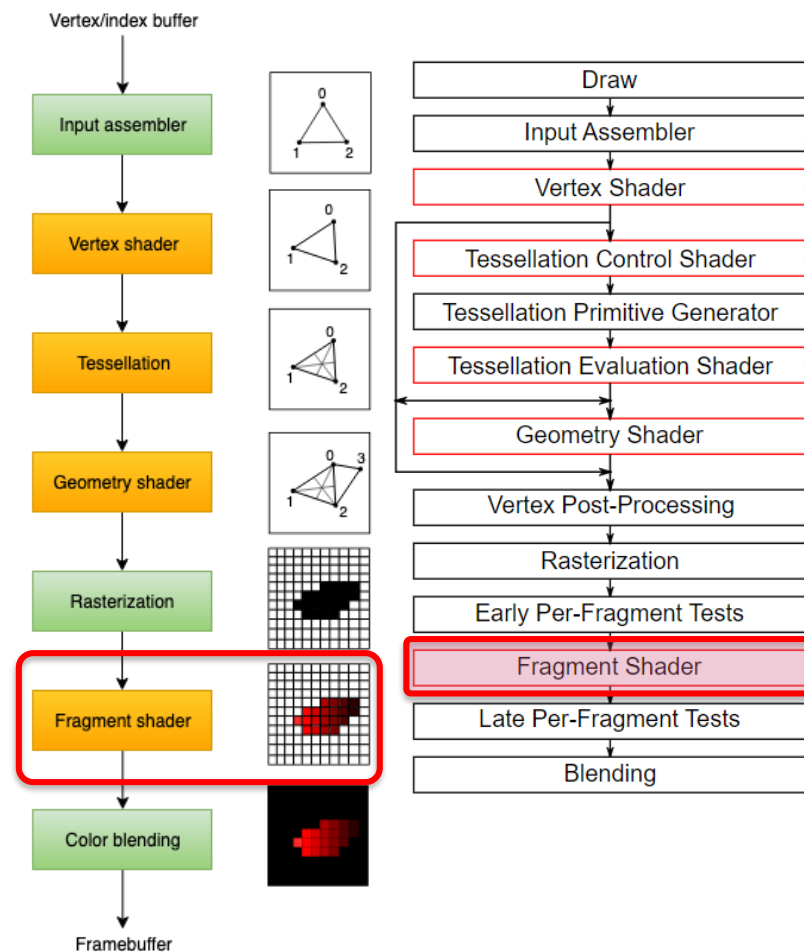 Vertex/index buffer
Input assembler
Vertex shader
Tessellation
Geometry shader
Rasterization
Fragment shader
Color blending
Framebuffer
0
1 2
0
1
2
0
1
2
0 3
1
2
Draw
Input Assembler
Vertex Shader
Tessellation Control Shader
Tessellation Primitive Generator
Tessellation Evaluation Shader
Geometry Shader
Vertex Post-Processing
Rasterization
Early Per-Fragment Tests
Fragment Shader
Late Per-Fragment Tests
Blending